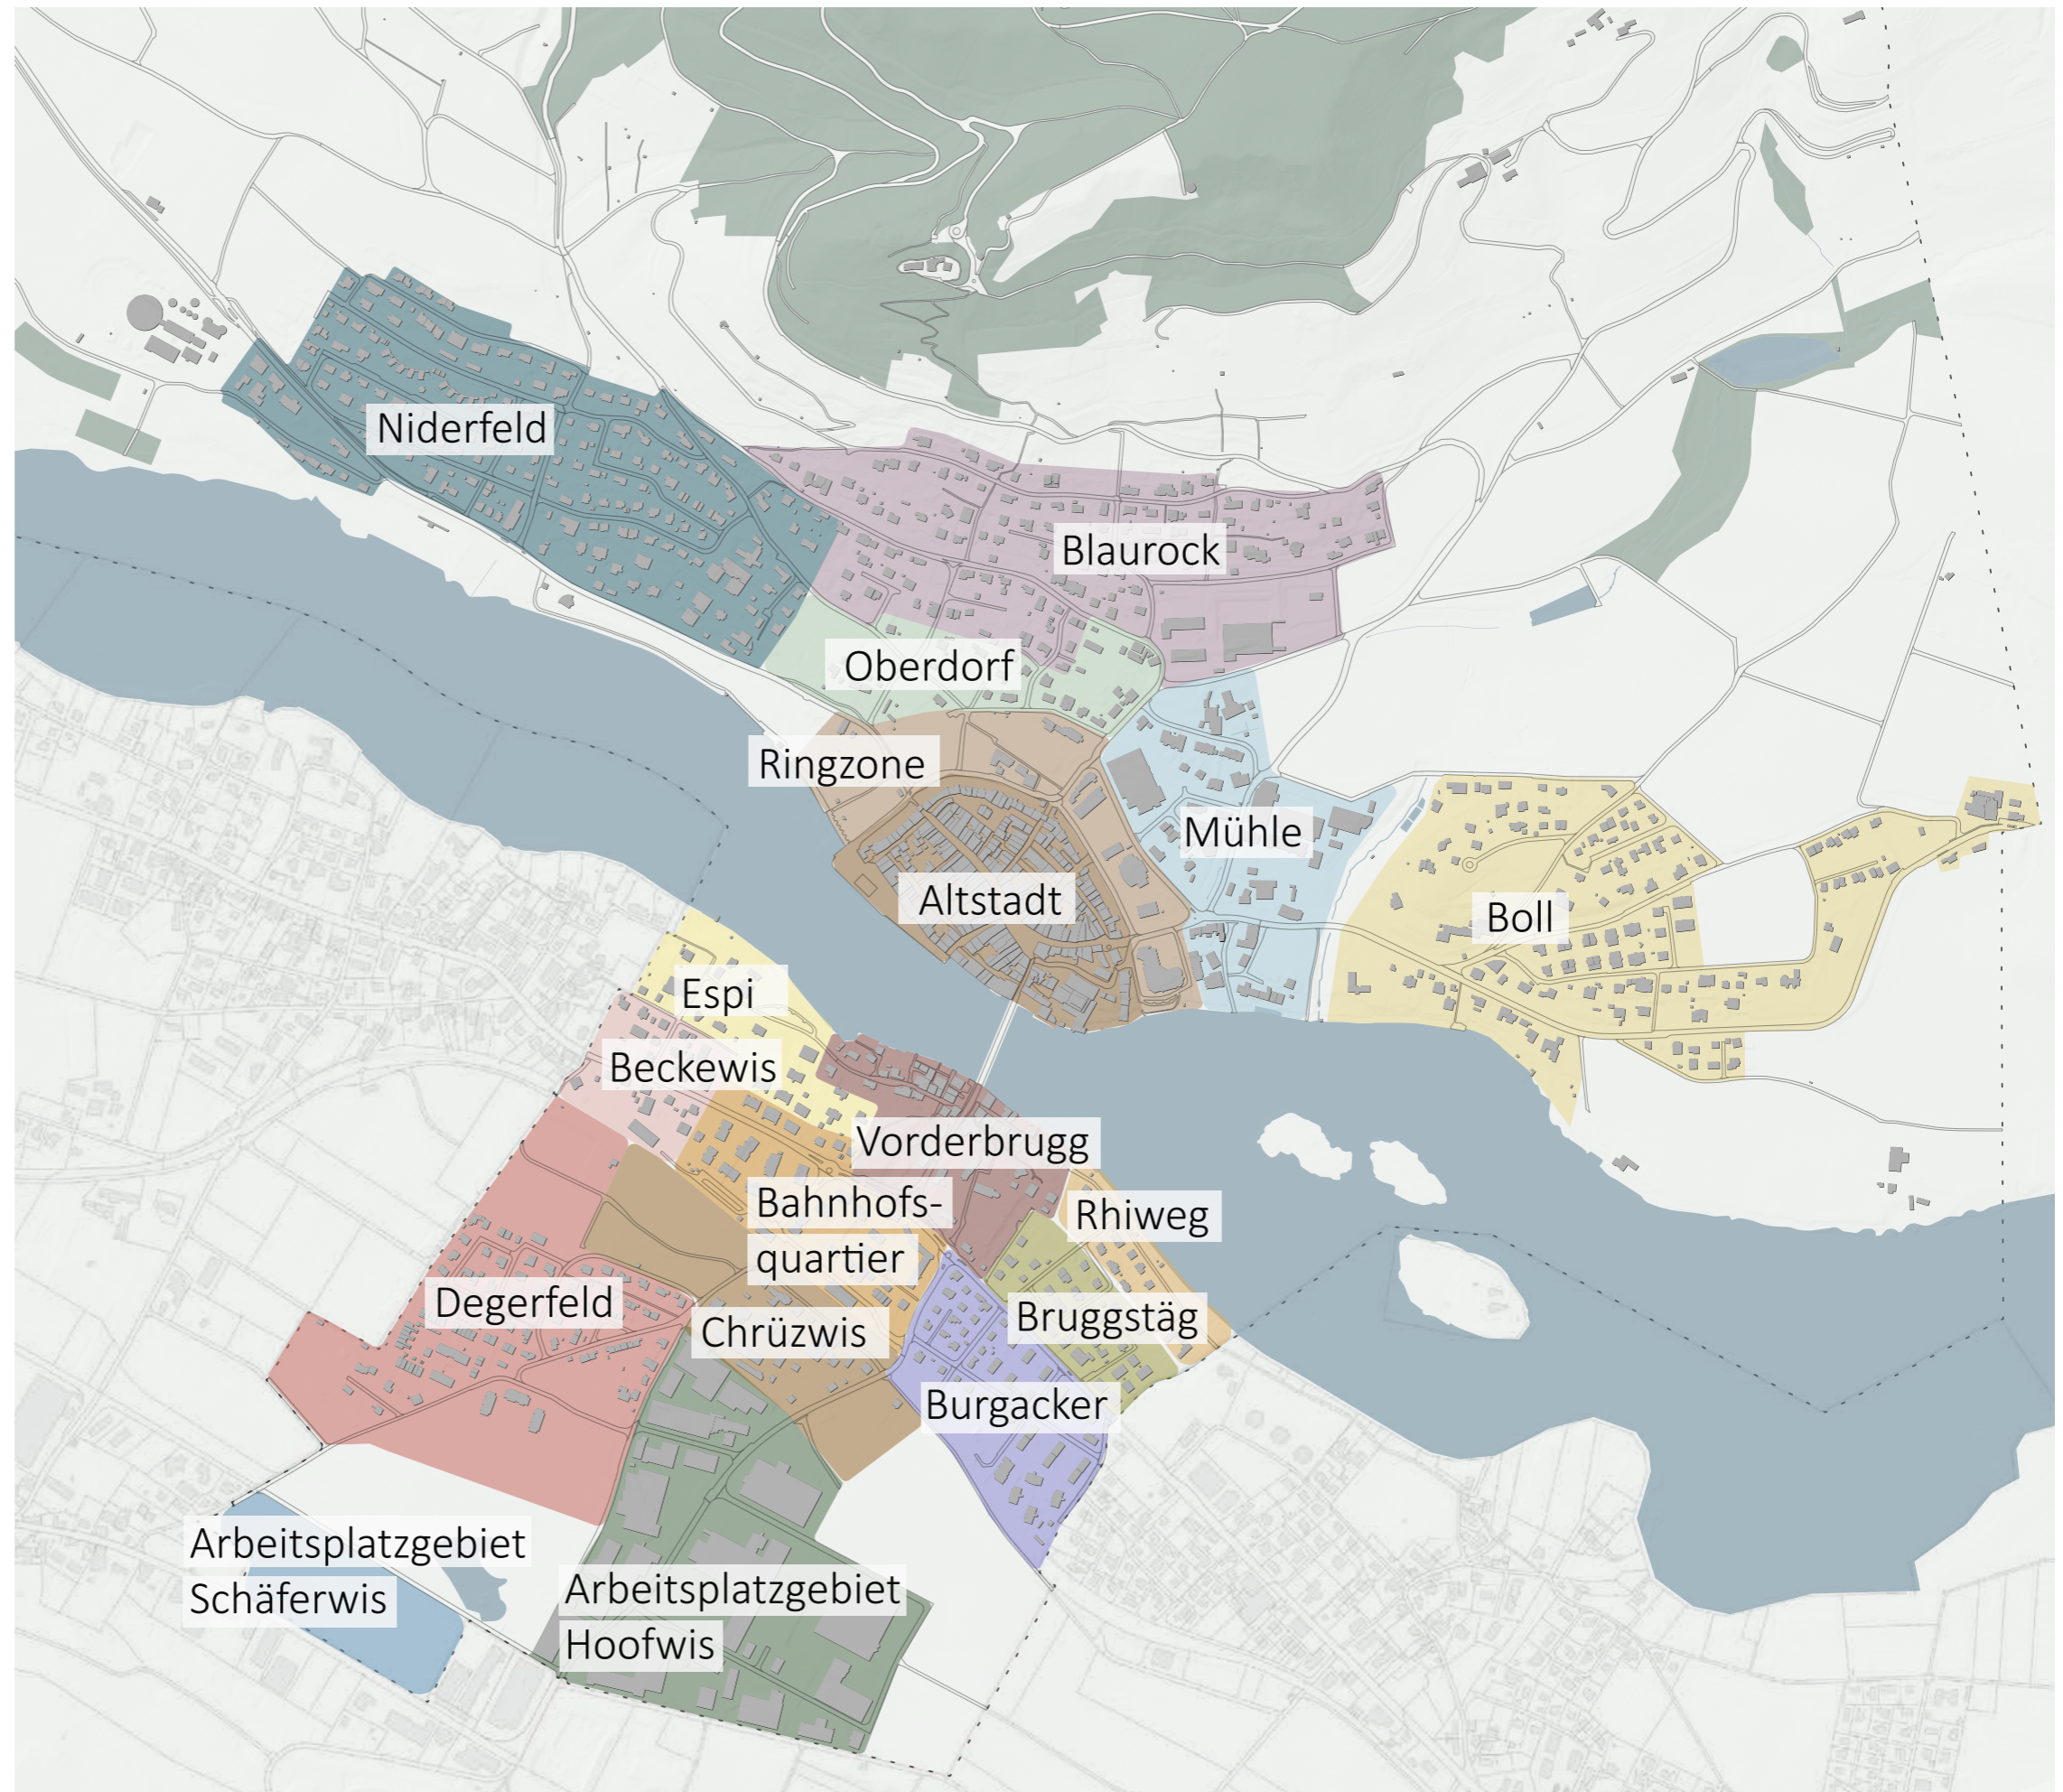 Niderfeld
Blaurock
Oberdorf
Ringzone
Mühle
Altstadt
Boll
Espi
Beckewis
Vorderbrugg
Bahnhofs-
quartier
Rhiweg
Degerfeld
Chrüzwis
Bruggstäg
Burgacker
Arbeitsplatzgebiet
Schäferwis
Arbeitsplatzgebiet
Hoofwis